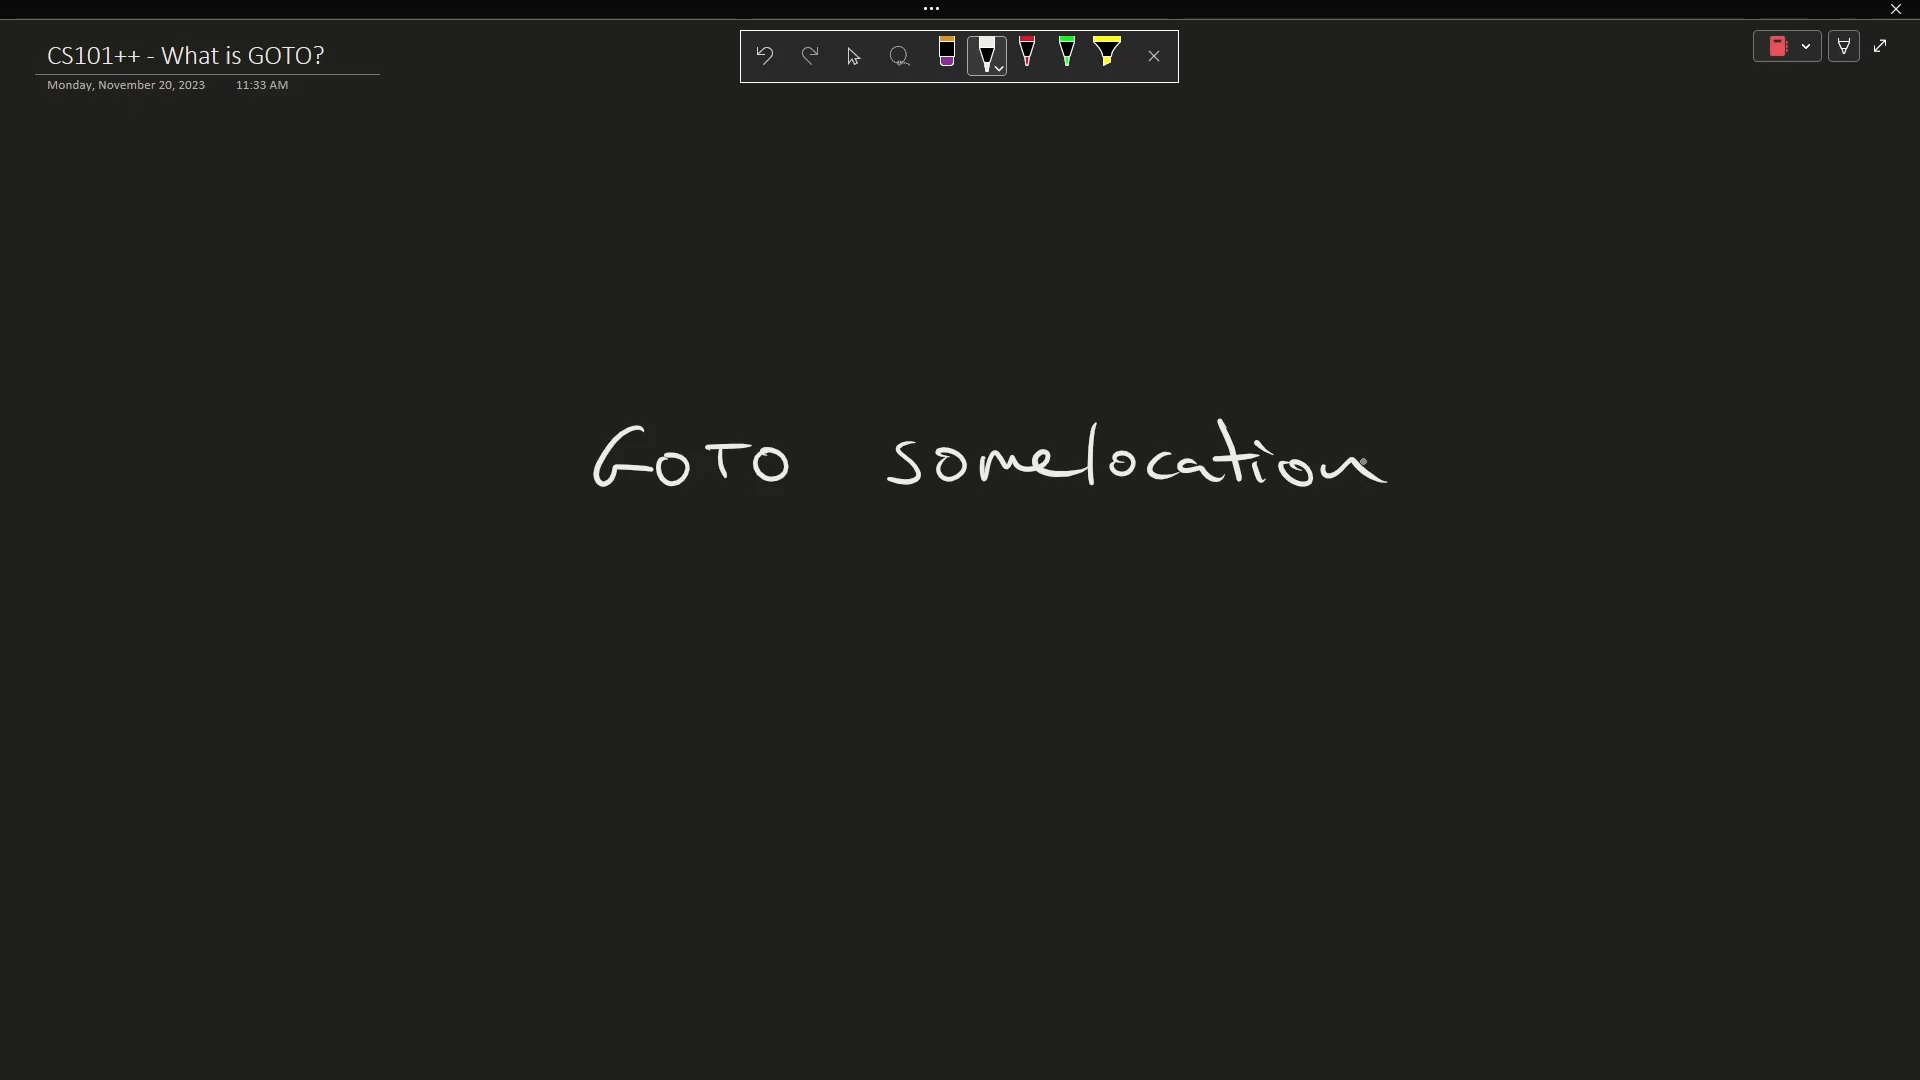 CS101++ - What is GOTO?
Monday, November 20, 2023 11:33 AM
GOTO somelocation